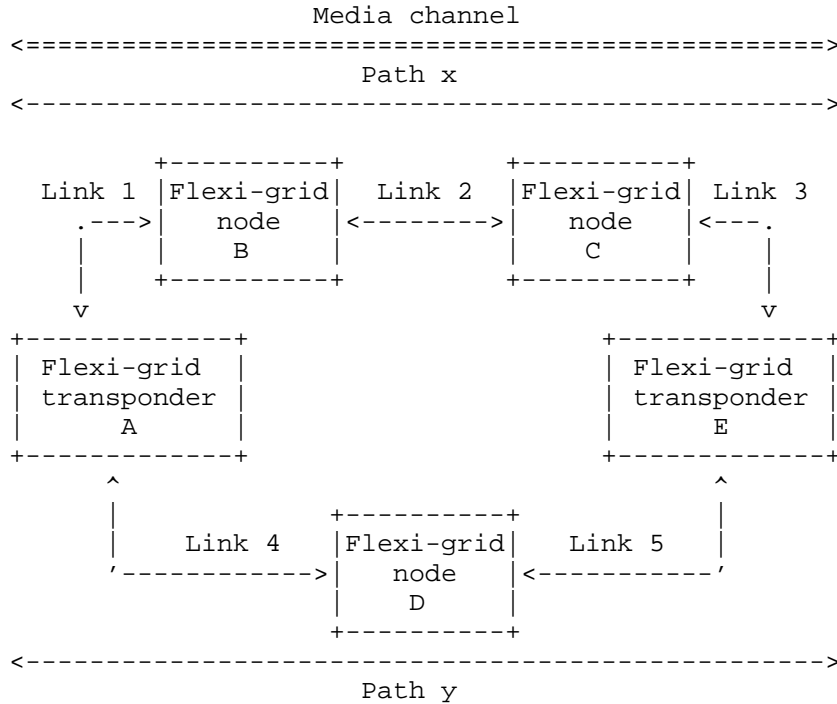 Media channel
<===================================================>
Path x
<--------------------------------------------------->
+----------+ +----------+
Link 1 |Flexi-grid| Link 2 |Flexi-grid| Link 3
.--->| node |<-------->| node |<---.
| | B | | C | |
| +----------+ +----------+ |
v v
+-------------+ +-------------+
| Flexi-grid | | Flexi-grid |
| transponder | | transponder |
| A | | E |
+-------------+ +-------------+
^ ^
| +----------+ |
| Link 4 |Flexi-grid| Link 5 |
'------------>| node |<-----------'
| D |
+----------+
<--------------------------------------------------->
Path y